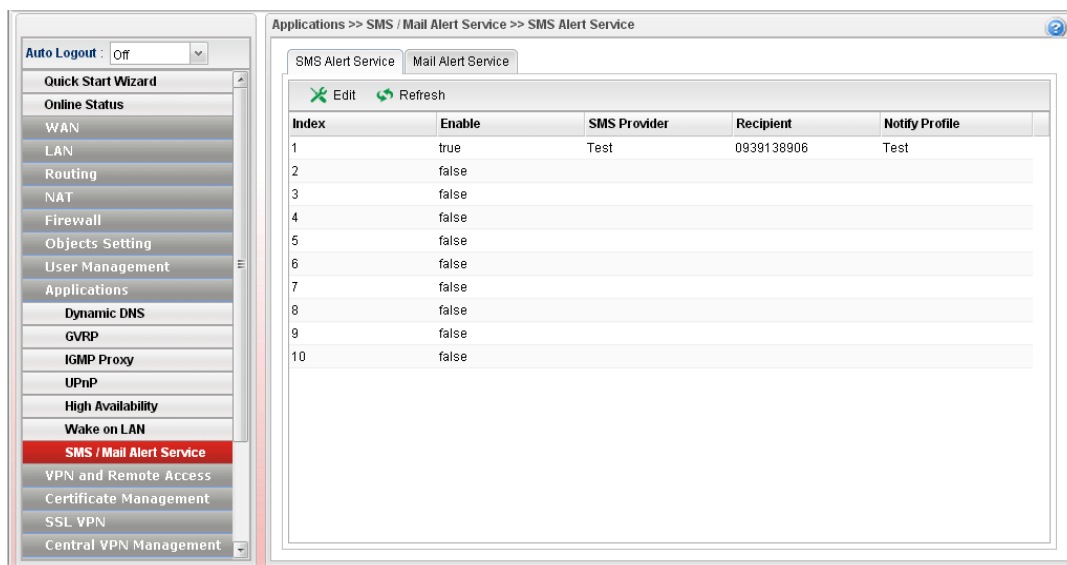 Applications >> SMS / Mail Alert Service >> SMS Alert Service
Auto Logout : Off
Quick Start Wizard
Online Status
WAN
LAN
Routing
NAT
Firewall
Objects Setting
User Management
Applications
Dynamic DNS
GVRP
IGMP Proxy
UPnP
High Availability
Wake on LAN
SMS / Mail Alert Service
VPN and Remote Access
Certificate Management
SSL VPN
Central VPN Management
SMS Alert Service Mail Alert Service
Edit Refresh
Index Enable SMS Provider Recipient Notify Profile
1 true Test 0939138906 Test
2 false
3 false
4 false
5 false
6 false
7 false
8 false
9 false
10 false